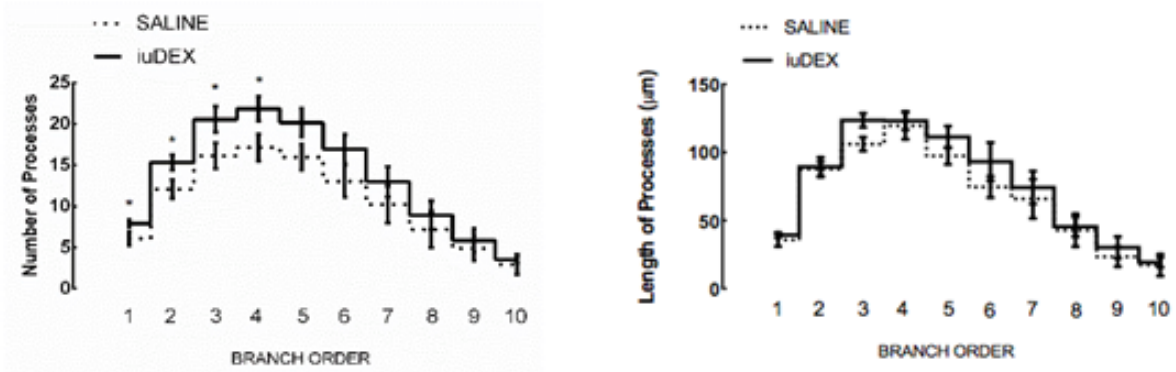 SALINE
iuDEX
Number of Processes
25
20
15
10
5
0
* * * *
1 2 3 4 5 6 7 8 9 10
BRANCH ORDER
SALINE
iuDEX
Length of Processes (μm)
150
100
50
0
1 2 3 4 5 6 7 8 9 10
BRANCH ORDER